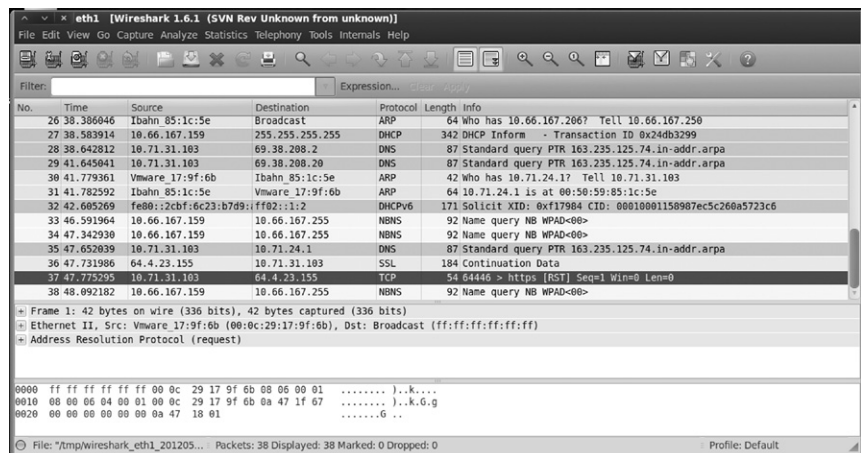 eth1 [Wireshark 1.6.1 (SVN Rev Unknown from unknown)]
File Edit View Go Capture Analyze Statistics Telephony Tools Internals Help
Filter: Expression... Clear Apply
No. Time Source Destination Protocol Length Info
26 38.386046 Ibahn_85:1c:5e Broadcast ARP 64 Who has 10.66.167.206? Tell 10.66.167.250
27 38.583914 10.66.167.159 255.255.255.255 DHCP 342 DHCP Inform - Transaction ID 0x24db3299
28 38.642812 10.71.31.103 69.38.208.2 DNS 87 Standard query PTR 163.235.125.74.in-addr.arpa
29 41.645041 10.71.31.103 69.38.208.20 DNS 87 Standard query PTR 163.235.125.74.in-addr.arpa
30 41.779361 Vmware_17:9f:6b Ibahn_85:1c:5e ARP 42 Who has 10.71.24.1? Tell 10.71.31.103
31 41.782592 Ibahn_85:1c:5e Vmware_17:9f:6b ARP 64 10.71.24.1 is at 00:50:59:85:1c:5e
32 42.605269 fe80::2cbf:6c23:b7d9: ff02::1:2 DHCPv6 171 Solicit XID: 0xf17984 CID: 00010001158987ec5c260a5723c6
33 46.591964 10.66.167.159 10.66.167.255 NBNS 92 Name query NB WPAD<00>
34 47.342930 10.66.167.159 10.66.167.255 NBNS 92 Name query NB WPAD<00>
35 47.652039 10.71.31.103 10.71.24.1 DNS 87 Standard query PTR 163.235.125.74.in-addr.arpa
36 47.731986 64.4.23.155 10.71.31.103 SSL 184 Continuation Data
37 47.775295 10.71.31.103 64.4.23.155 TCP 54 64446 > https [RST] Seq=1 Win=0 Len=0
38 48.092182 10.66.167.159 10.66.167.255 NBNS 92 Name query NB WPAD<00>
Frame 1: 42 bytes on wire (336 bits), 42 bytes captured (336 bits)
Ethernet II, Src: Vmware_17:9f:6b (00:0c:29:17:9f:6b), Dst: Broadcast (ff:ff:ff:ff:ff:ff)
Address Resolution Protocol (request)
0000 ff ff ff ff ff ff 00 0c 29 17 9f 6b 08 06 00 01 ........ )..k....
0010 08 00 06 04 00 01 00 0c 29 17 9f 6b 0a 47 1f 67 ........ )..k.G.g
0020 00 00 00 00 00 00 0a 47 18 01 .......G ..
File: "/tmp/wireshark_eth1_201205... Packets: 38 Displayed: 38 Marked: 0 Dropped: 0 Profile: Default